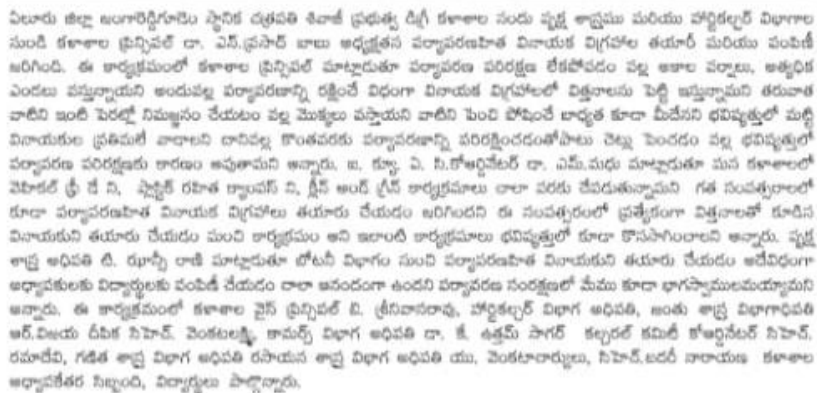 ఏలూరు జిల్లా జంగారెడ్డిగూడెం స్థానిక ఛత్రపతి శివాజీ ప్రభుత్వ డిగ్రీ కళాశాల నందు వృక్ష శాస్త్రము మరియు హార్టికల్చర్ విభాగాల
నుండి కళాశాల ప్రిన్సిపల్ డా. ఎన్.ప్రసాద్ బాబు అధ్యక్షతన పర్యావరణహిత వినాయక విగ్రహాల తయారీ మరియు పంపిణీ
జరిగింది. ఈ కార్యక్రమంలో కళాశాల ప్రిన్సిపల్ మాట్లాడుతూ పర్యావరణ పరిరక్షణ లేకపోవడం వల్ల అకాల వర్షాలు, అత్యధిక
ఎండలు వస్తున్నాయని అందువల్ల పర్యావరణాన్ని రక్షించే విధంగా వినాయక విగ్రహాలలో విత్తనాలను పెట్టి ఇస్తున్నామని తరువాత
వాటిని ఇంటి పెరట్లో నిమజ్జనం చేయటం వల్ల మొక్కలు వస్తాయని వాటిని పెంచి పోషించే బాధ్యత కూడా మీదేనని భవిష్యత్తులో మట్టి
వినాయకుల ప్రతిమలే వాడాలని దానివల్ల కొంతవరకు పర్యావరణాన్ని పరిరక్షించడంతోపాటు చెట్లు పెంచడం వల్ల భవిష్యత్తులో
పర్యావరణ పరిరక్షణకు కారణం అవుతామని అన్నారు. ఐ. క్యూ. ఏ. సి.కోఆర్డినేటర్ డా. ఎమ్.మధు మాట్లాడుతూ మన కళాశాలలో
వెహికల్ ఫ్రీ డే ని, ప్లాస్టిక్ రహిత క్యాంపస్ ని, క్లీన్ అండ్ గ్రీన్ కార్యక్రమాలు చాలా వరకు చేపడుతున్నామని గత సంవత్సరాలలో
కూడా పర్యావరణహిత వినాయక విగ్రహాలు తయారు చేయడం జరిగిందని ఈ సంవత్సరంలో ప్రత్యేకంగా విత్తనాలతో కూడిన
వినాయకుని తయారు చేయడం మంచి కార్యక్రమం అని ఇలాంటి కార్యక్రమాలు భవిష్యత్తులో కూడా కొనసాగించాలని అన్నారు. వృక్ష
శాస్త్ర అధిపతి టి. ఝాన్సీ రాణి మాట్లాడుతూ బోటనీ విభాగం నుంచి పర్యావరణహిత వినాయకుని తయారు చేయడం అదేవిధంగా
అధ్యాపకులకు విద్యార్థులకు పంపిణీ చేయడం చాలా ఆనందంగా ఉందని పర్యావరణ సంరక్షణలో మేము కూడా భాగస్వాములమయ్యామని
అన్నారు. ఈ కార్యక్రమంలో కళాశాల వైస్ ప్రిన్సిపల్ బి. శ్రీనివాసరావు, హార్టికల్చర్ విభాగ అధిపతి, జంతు శాస్త్ర విభాగాధిపతి
ఆర్.విజయ దీపిక సిహెచ్. వెంకటలక్ష్మి, కామర్స్ విభాగ అధిపతి డా. కే. ఉత్తమ్ సాగర్ కల్చరల్ కమిటీ కోఆర్డినేటర్ సిహెచ్.
రమాదేవి, గణిత శాస్త్ర విభాగ అధిపతి రసాయన శాస్త్ర విభాగ అధిపతి యు. వెంకటాచార్యులు, సిహెచ్.బదరీ నారాయణ కళాశాల
అధ్యాపకేతర సిబ్బంది, విద్యార్థులు పాల్గొన్నారు.